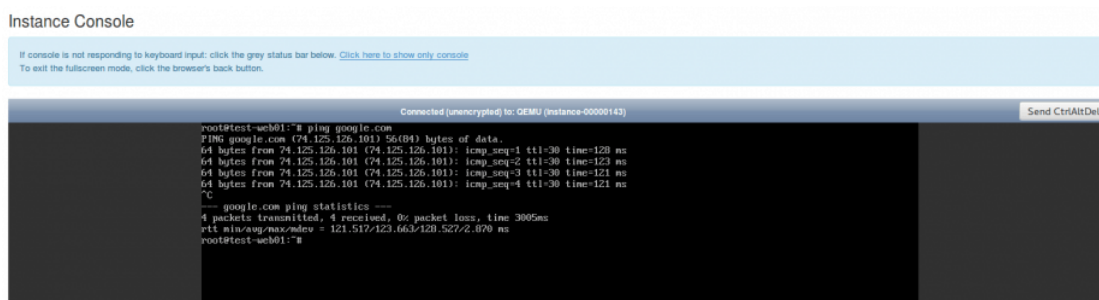 Instance Console
If console is not responding to keyboard input: click the grey status bar below. Click here to show only console
To exit the fullscreen mode, click the browser's back button.
Connected (unencrypted) to: QEMU (instance-00000143)
Send CtrlAltDel
root@test-web01:~# ping google.com
PING google.com (74.125.126.101) 56(84) bytes of data.
64 bytes from 74.125.126.101 (74.125.126.101): icmp_seq=1 ttl=30 time=128 ms
64 bytes from 74.125.126.101 (74.125.126.101): icmp_seq=2 ttl=30 time=123 ms
64 bytes from 74.125.126.101 (74.125.126.101): icmp_seq=3 ttl=30 time=121 ms
64 bytes from 74.125.126.101 (74.125.126.101): icmp_seq=4 ttl=30 time=121 ms
^C
--- google.com ping statistics ---
4 packets transmitted, 4 received, 0% packet loss, time 3005ms
rtt min/avg/max/mdev = 121.517/123.663/128.527/2.870 ms
root@test-web01:~#